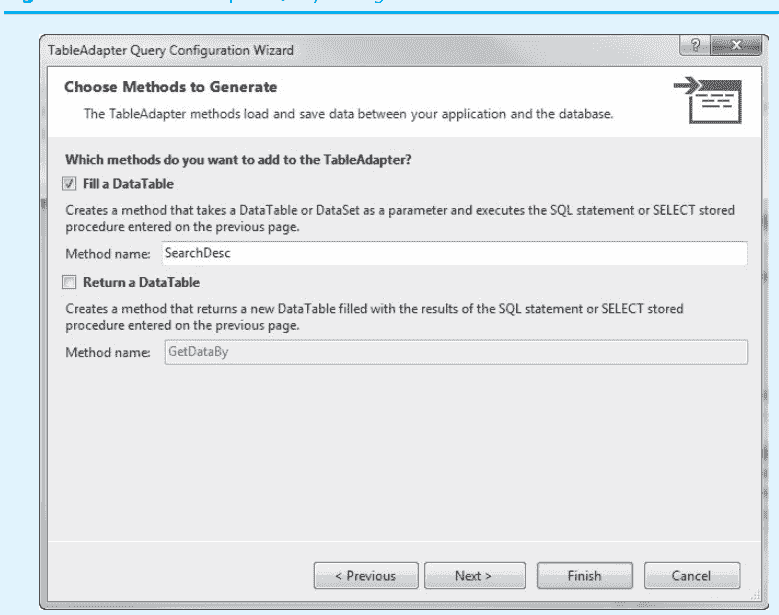 TableAdapter Query Configuration Wizard
Choose Methods to Generate
The TableAdapter methods load and save data between your application and the database.
Which methods do you want to add to the TableAdapter?
Fill a DataTable
Creates a method that takes a DataTable or DataSet as a parameter and executes the SQL statement or SELECT stored
procedure entered on the previous page.
Method name: SearchDesc
Return a DataTable
Creates a method that returns a new DataTable filled with the results of the SQL statement or SELECT stored
procedure entered on the previous page.
Method name: GetDataBy
< Previous Next > Finish Cancel